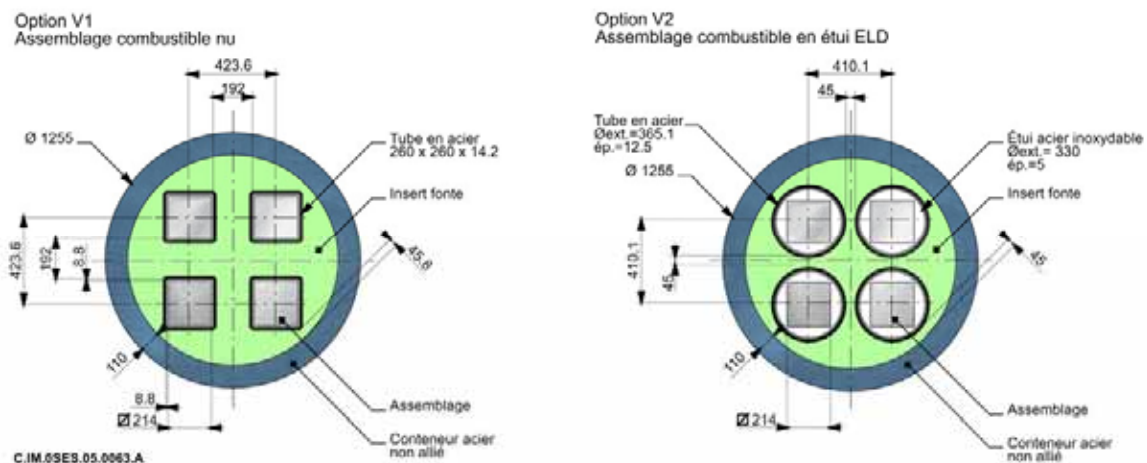 Option V1
Assemblage combustible nu
423.6
192
Ø 1255
Tube en acier
260 x 260 x 14.2
Insert fonte
423.6
192
8.8
45.8
110
8.8
214
Assemblage
Conteneur acier
non allié
C.IM.0SES.05.0063.A
Option V2
Assemblage combustible en étui ELD
410.1
45
Tube en acier
Øext.=365.1
ép.=12.5
Ø 1255
Étui acier inoxydable
Øext.= 330
ép.=5
Insert fonte
410.1
45
45
110
214
Assemblage
Conteneur acier
non allié